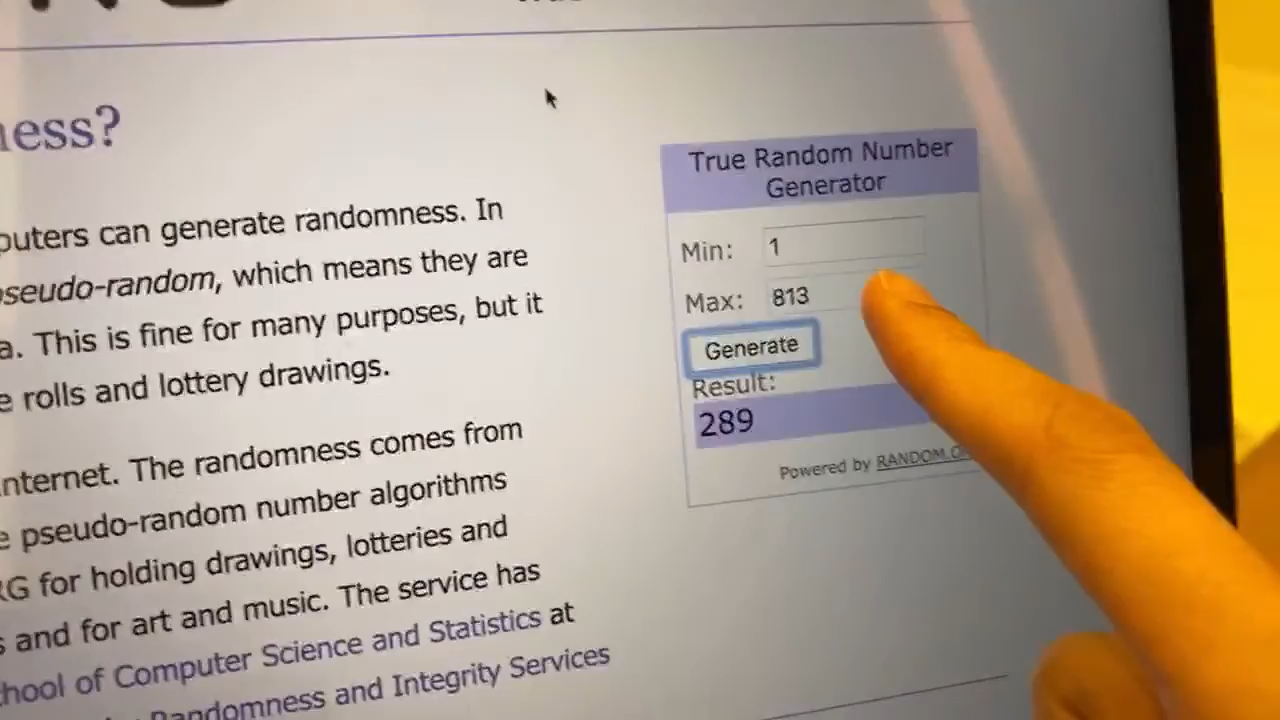 ness?
True Random Number
Generator
Min: 1
Max: 813
Generate
Result:
289
Powered by RANDOM.O
puters can generate randomness. In
pseudo-random, which means they are
a. This is fine for many purposes, but it
e rolls and lottery drawings.
nternet. The randomness comes from
e pseudo-random number algorithms
RG for holding drawings, lotteries and
s and for art and music. The service has
chool of Computer Science and Statistics at
Randomness and Integrity Services